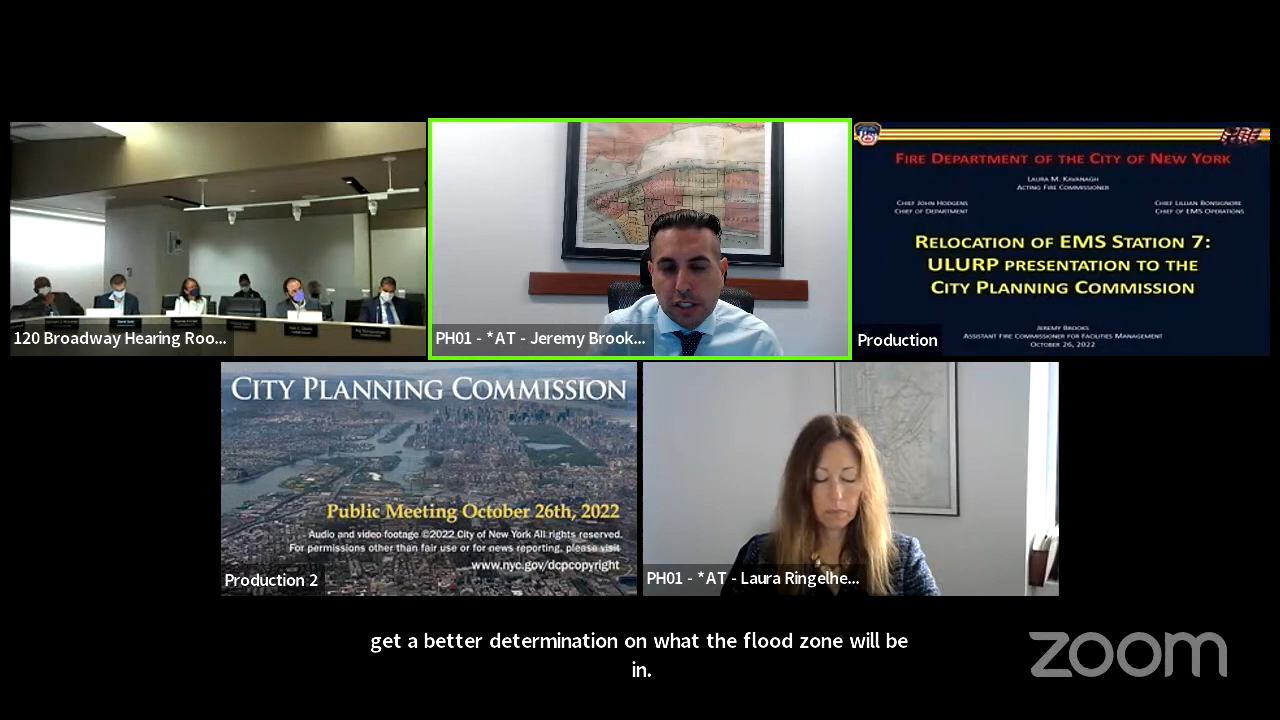 120 Broadway Hearing Roo...
PH01 - *AT - Jeremy Brook...
FIRE DEPARTMENT OF THE CITY OF NEW YORK
LAURA M. KAVANAGH
ACTING FIRE COMMISSIONER
CHIEF JOHN HODGENS
CHIEF OF DEPARTMENT
CHIEF LILLIAN BONSIGNORE
CHIEF OF EMS OPERATIONS
RELOCATION OF EMS STATION 7:
ULURP PRESENTATION TO THE
CITY PLANNING COMMISSION
JEREMY BROOKS
ASSISTANT FIRE COMMISSIONER FOR FACILITIES MANAGEMENT
OCTOBER 26, 2022
Production
CITY PLANNING COMMISSION
Public Meeting October 26th, 2022
Audio and video footage ©2022 City of New York All rights reserved.
For permissions other than fair use or for news reporting, please visit
www.nyc.gov/dcpcopyright
Production 2
PH01 - *AT - Laura Ringelhe...
get a better determination on what the flood zone will be
in.
zoom